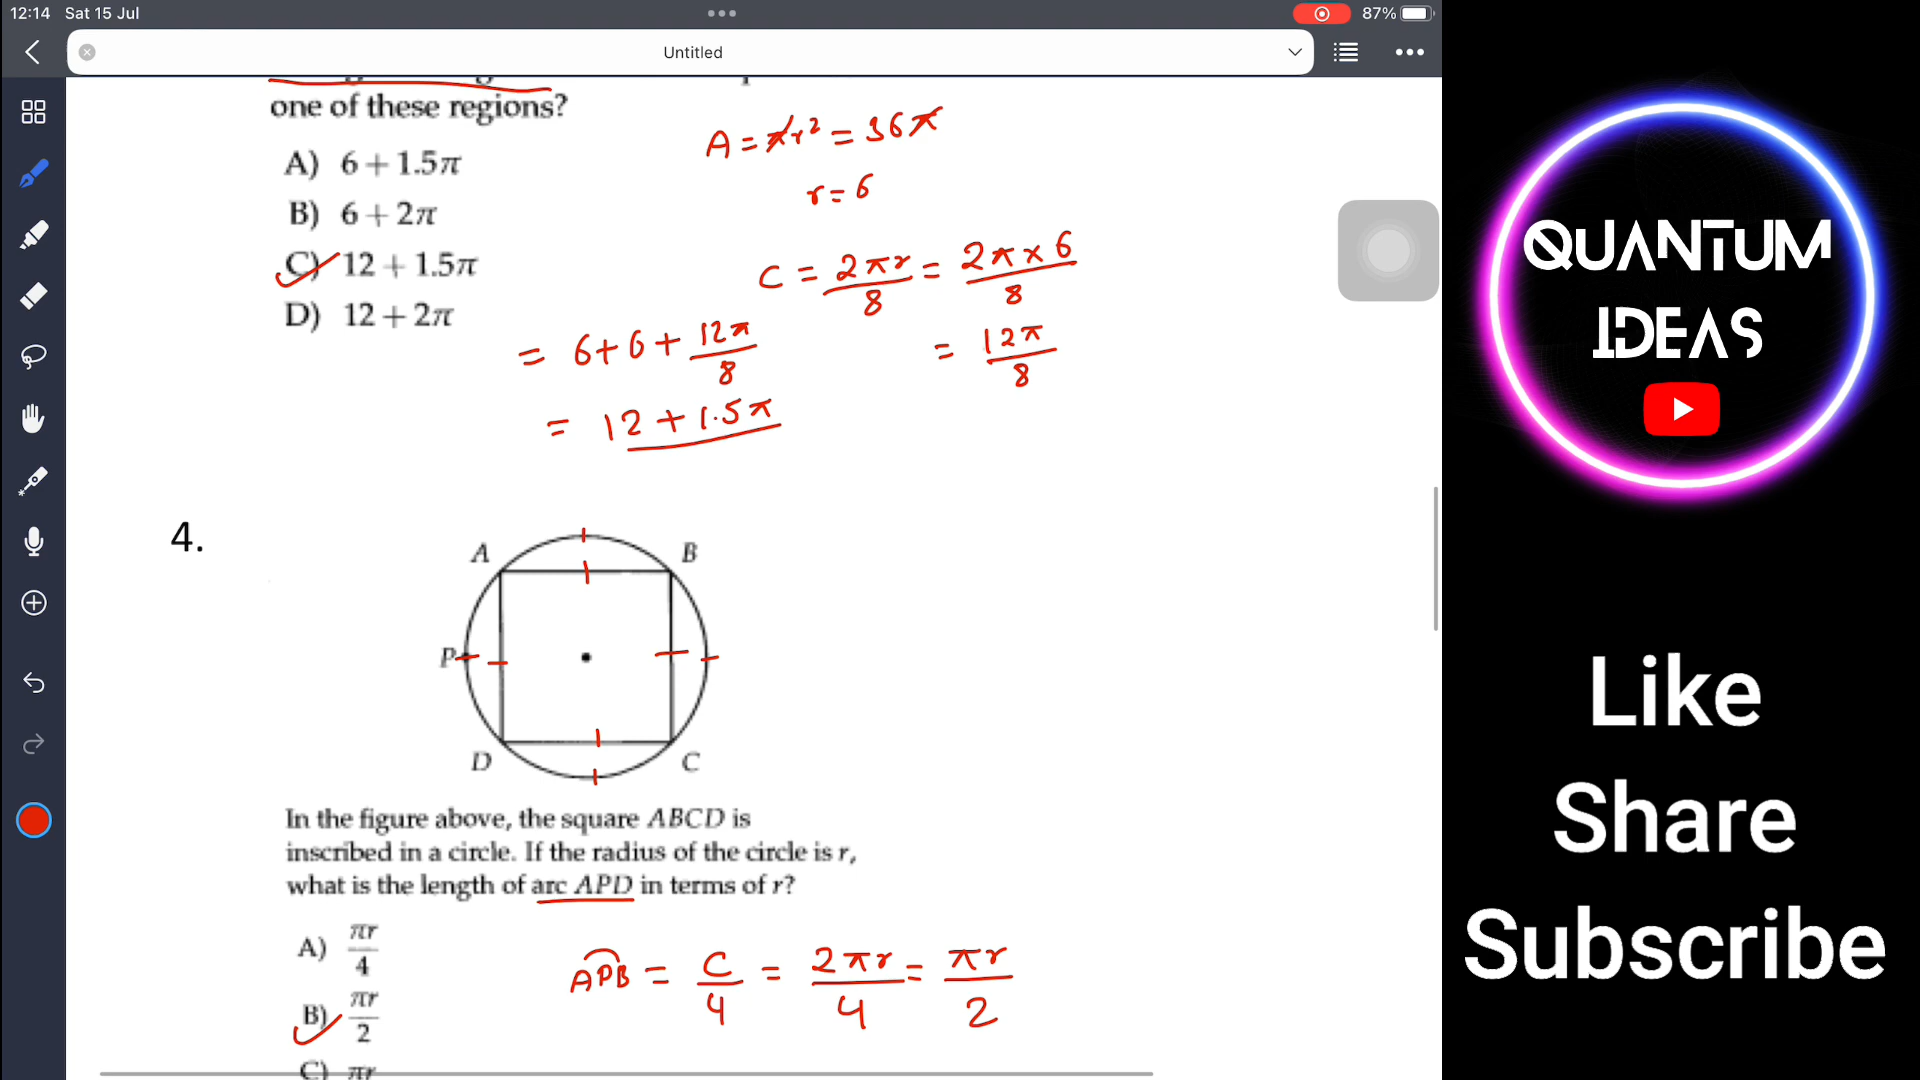 12:14 Sat 15 Jul
87%
Untitled
one of these regions?
A) 6 + 1.5π
B) 6 + 2π
C) 12 + 1.5π
D) 12 + 2π
A = πr² = 36π
r = 6
C = 2πr/8 = 2π × 6/8
= 12π/8
= 6 + 6 + 12π/8
= 12 + 1.5π
4.
A
B
P
D
C
In the figure above, the square ABCD is
inscribed in a circle. If the radius of the circle is r,
what is the length of arc APD in terms of r?
A) πr/4
B) πr/2
C) πr
APB = C/4 = 2πr/4 = πr/2
QUANTUM
IDEAS
Like
Share
Subscribe